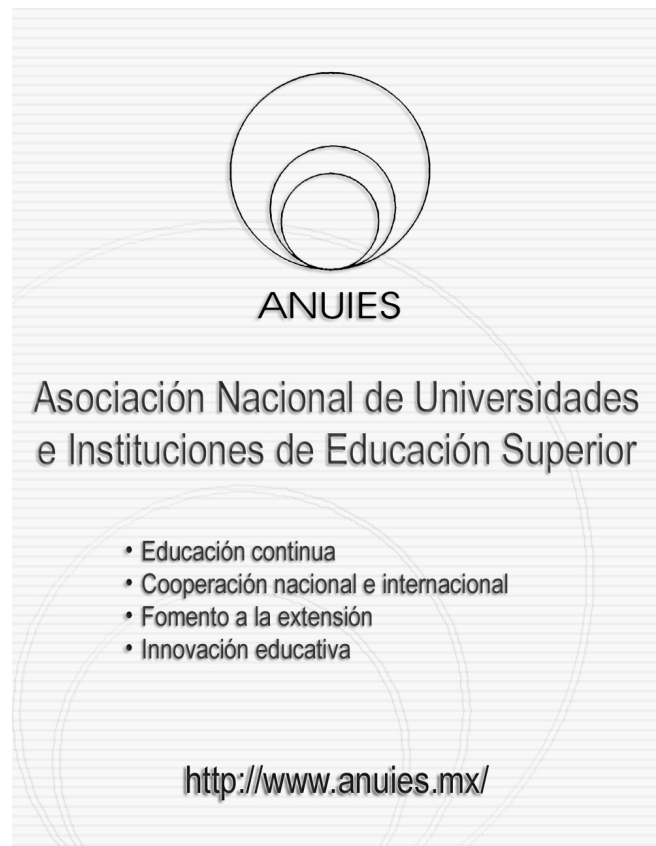 ANUIES
Asociación Nacional de Universidades
e Instituciones de Educación Superior
• Educación continua
• Cooperación nacional e internacional
• Fomento a la extensión
• Innovación educativa
http://www.anuies.mx/